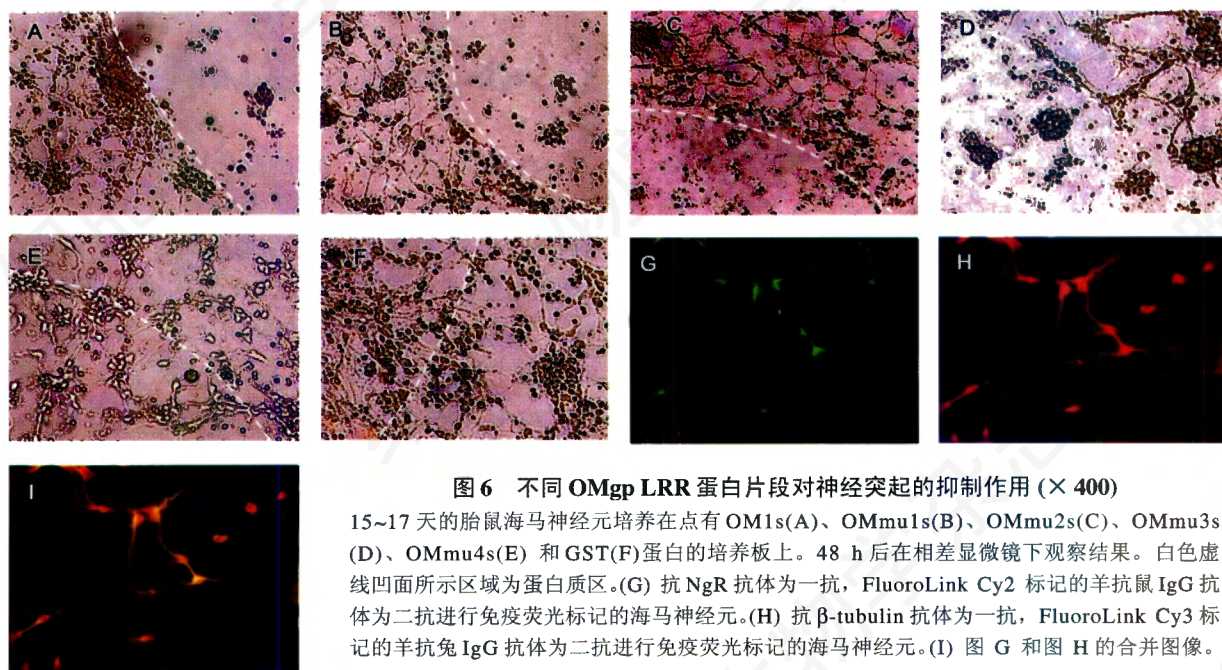 A
B
C
D
E
F
G
H
I
图6 不同 OMgp LRR 蛋白片段对神经突起的抑制作用 (× 400)
15~17 天的胎鼠海马神经元培养在点有 OM1s(A)、OMmu1s(B)、OMmu2s(C)、OMmu3s
(D)、OMmu4s(E) 和GST(F)蛋白的培养板上。48 h 后在相差显微镜下观察结果。白色虚
线凹面所示区域为蛋白质区。(G) 抗 NgR 抗体为一抗，FluoroLink Cy2 标记的羊抗鼠 IgG 抗
体为二抗进行免疫荧光标记的海马神经元。(H) 抗 β-tubulin 抗体为一抗，FluoroLink Cy3 标
记的羊抗兔 IgG 抗体为二抗进行免疫荧光标记的海马神经元。(I) 图 G 和图 H 的合并图像。